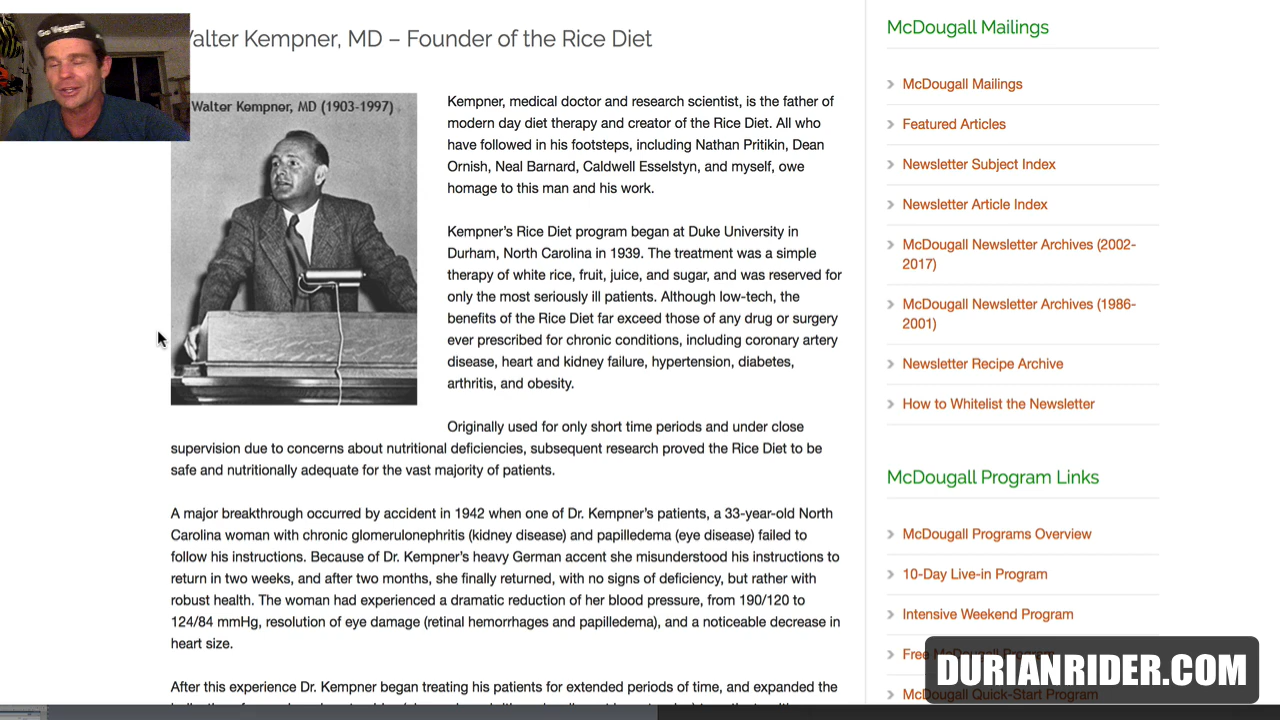 Go Vegan!
Walter Kempner, MD – Founder of the Rice Diet
Walter Kempner, MD (1903-1997)
Kempner, medical doctor and research scientist, is the father of
modern day diet therapy and creator of the Rice Diet. All who
have followed in his footsteps, including Nathan Pritikin, Dean
Ornish, Neal Barnard, Caldwell Esselstyn, and myself, owe
homage to this man and his work.
Kempner's Rice Diet program began at Duke University in
Durham, North Carolina in 1939. The treatment was a simple
therapy of white rice, fruit, juice, and sugar, and was reserved for
only the most seriously ill patients. Although low-tech, the
benefits of the Rice Diet far exceed those of any drug or surgery
ever prescribed for chronic conditions, including coronary artery
disease, heart and kidney failure, hypertension, diabetes,
arthritis, and obesity.
Originally used for only short time periods and under close
supervision due to concerns about nutritional deficiencies, subsequent research proved the Rice Diet to be
safe and nutritionally adequate for the vast majority of patients.
A major breakthrough occurred by accident in 1942 when one of Dr. Kempner's patients, a 33-year-old North
Carolina woman with chronic glomerulonephritis (kidney disease) and papilledema (eye disease) failed to
follow his instructions. Because of Dr. Kempner's heavy German accent she misunderstood his instructions to
return in two weeks, and after two months, she finally returned, with no signs of deficiency, but rather with
robust health. The woman had experienced a dramatic reduction of her blood pressure, from 190/120 to
124/84 mmHg, resolution of eye damage (retinal hemorrhages and papilledema), and a noticeable decrease in
heart size.
After this experience Dr. Kempner began treating his patients for extended periods of time, and expanded the
McDougall Mailings
McDougall Mailings
Featured Articles
Newsletter Subject Index
Newsletter Article Index
McDougall Newsletter Archives (2002-
2017)
McDougall Newsletter Archives (1986-
2001)
Newsletter Recipe Archive
How to Whitelist the Newsletter
McDougall Program Links
McDougall Programs Overview
10-Day Live-in Program
Intensive Weekend Program
Free McDougall Program
McDougall Quick-Start Program
DURIANRIDER.COM